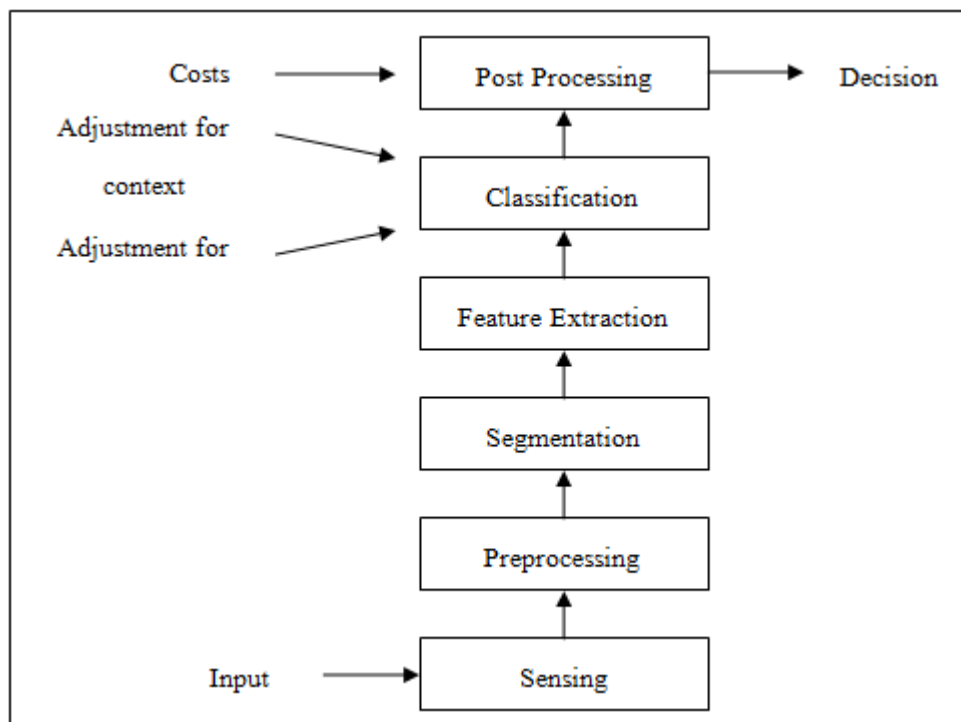 Costs
Post Processing
Decision
Adjustment for
context
Classification
Adjustment for
Feature Extraction
Segmentation
Preprocessing
Input
Sensing